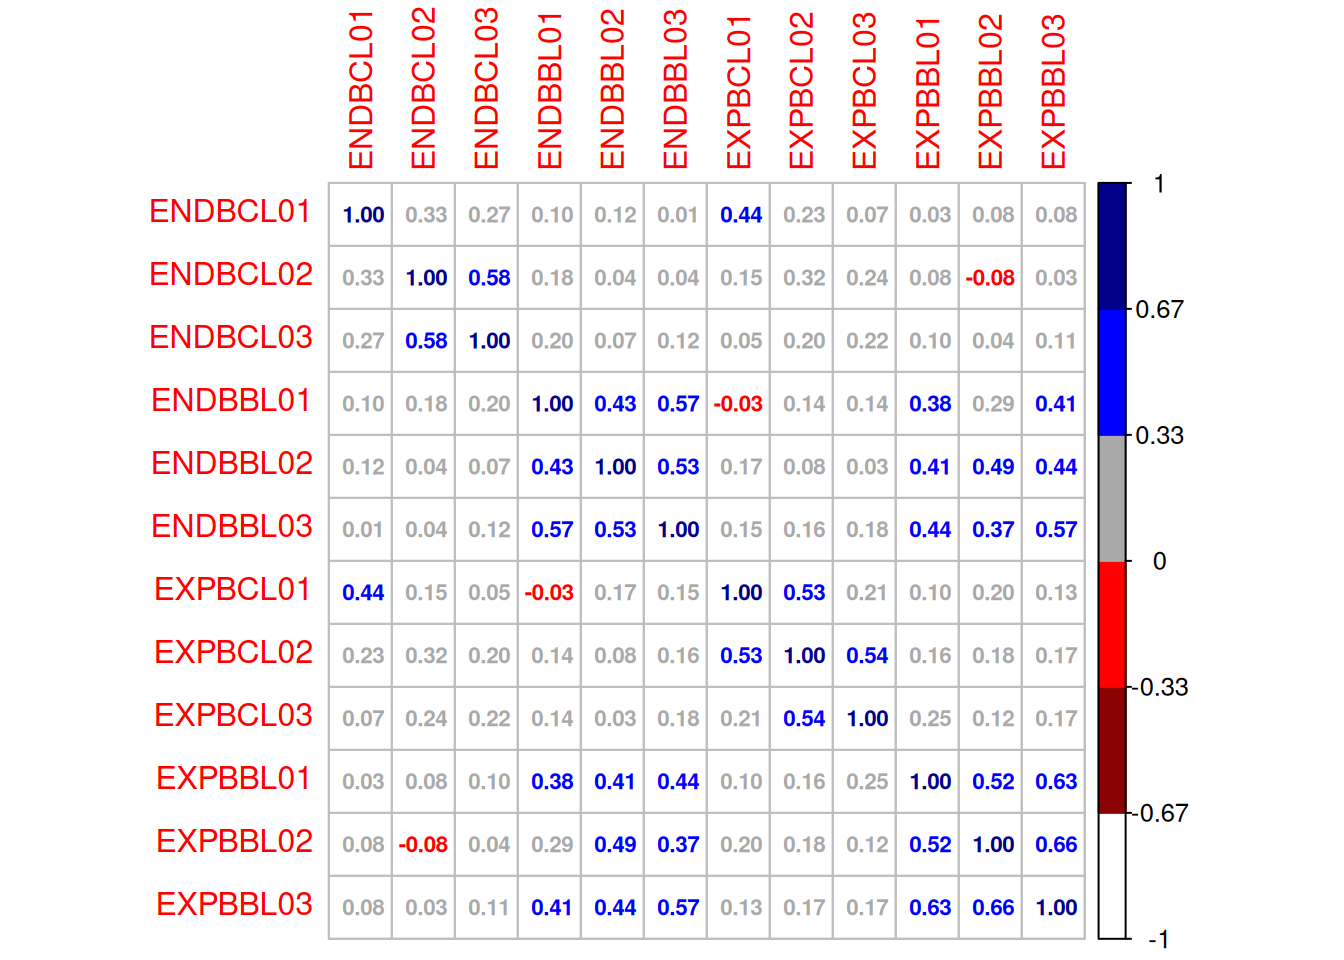 ENDBCL01 ENDBCL02 ENDBCL03 ENDBBL01 ENDBBL02 ENDBBL03 EXPBCL01 EXPBCL02 EXPBCL03 EXPBBL01 EXPBBL02 EXPBBL03
ENDBCL01 1.00 0.33 0.27 0.10 0.12 0.01 0.44 0.23 0.07 0.03 0.08 0.08
ENDBCL02 0.33 1.00 0.58 0.18 0.04 0.04 0.15 0.32 0.24 0.08 -0.08 0.03
ENDBCL03 0.27 0.58 1.00 0.20 0.07 0.12 0.05 0.20 0.22 0.10 0.04 0.11
ENDBBL01 0.10 0.18 0.20 1.00 0.43 0.57 -0.03 0.14 0.14 0.38 0.29 0.41
ENDBBL02 0.12 0.04 0.07 0.43 1.00 0.53 0.17 0.08 0.03 0.41 0.49 0.44
ENDBBL03 0.01 0.04 0.12 0.57 0.53 1.00 0.15 0.16 0.18 0.44 0.37 0.57
EXPBCL01 0.44 0.15 0.05 -0.03 0.17 0.15 1.00 0.53 0.21 0.10 0.20 0.13
EXPBCL02 0.23 0.32 0.20 0.14 0.08 0.16 0.53 1.00 0.54 0.16 0.18 0.17
EXPBCL03 0.07 0.24 0.22 0.14 0.03 0.18 0.21 0.54 1.00 0.25 0.12 0.17
EXPBBL01 0.03 0.08 0.10 0.38 0.41 0.44 0.10 0.16 0.25 1.00 0.52 0.63
EXPBBL02 0.08 -0.08 0.04 0.29 0.49 0.37 0.20 0.18 0.12 0.52 1.00 0.66
EXPBBL03 0.08 0.03 0.11 0.41 0.44 0.57 0.13 0.17 0.17 0.63 0.66 1.00
1
0.67
0.33
0
-0.33
-0.67
-1